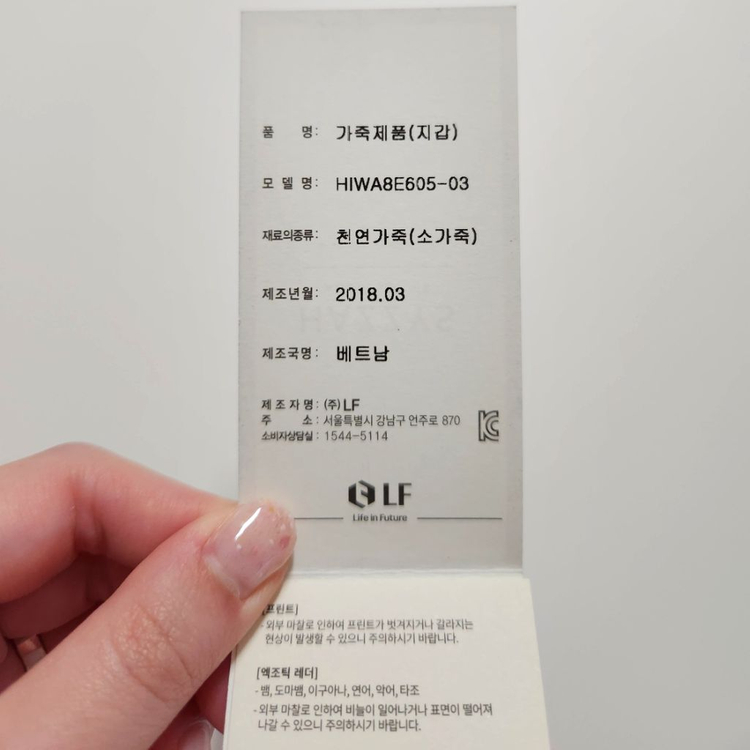 품 명: 가죽제품(지갑)
모 델 명: HIWA8E605-03
재료의종류: 천연가죽(소가죽)
제조년월: 2018.03
제조국명: 베트남
제 조 자 명: (주)LF
주 소: 서울특별시 강남구 언주로 870
소비자상담실: 1544-5114
LF
Life in Future
[프린트]
- 외부 마찰로 인하여 프린트가 벗겨지거나 갈라지는
현상이 발생할 수 있으니 주의하시기 바랍니다.
[엑조틱 레더]
- 뱀, 도마뱀, 이구아나, 연어, 악어, 타조
- 외부 마찰로 인하여 비늘이 일어나거나 표면이 떨어져
나갈 수 있으니 주의하시기 바랍니다.